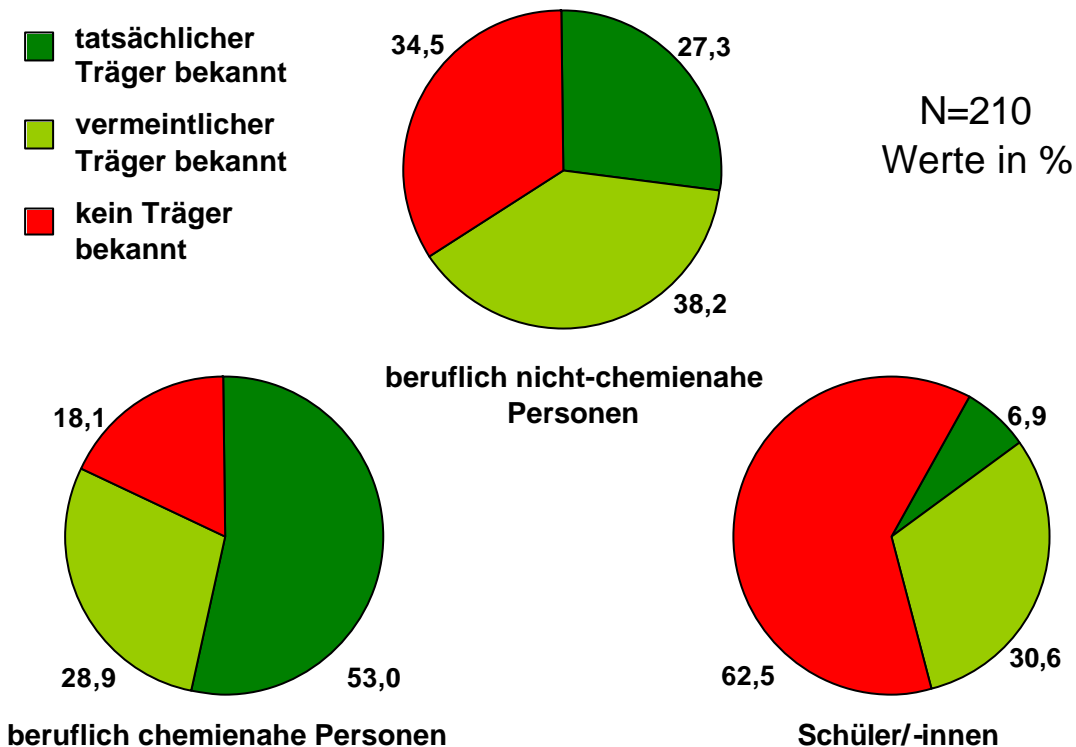 tatsächlicher
Träger bekannt
vermeintlicher
Träger bekannt
kein Träger
bekannt
34,5
27,3
38,2
N=210
Werte in %
beruflich nicht-chemienahe
Personen
18,1
28,9
53,0
beruflich chemienahe Personen
6,9
30,6
62,5
Schüler/-innen